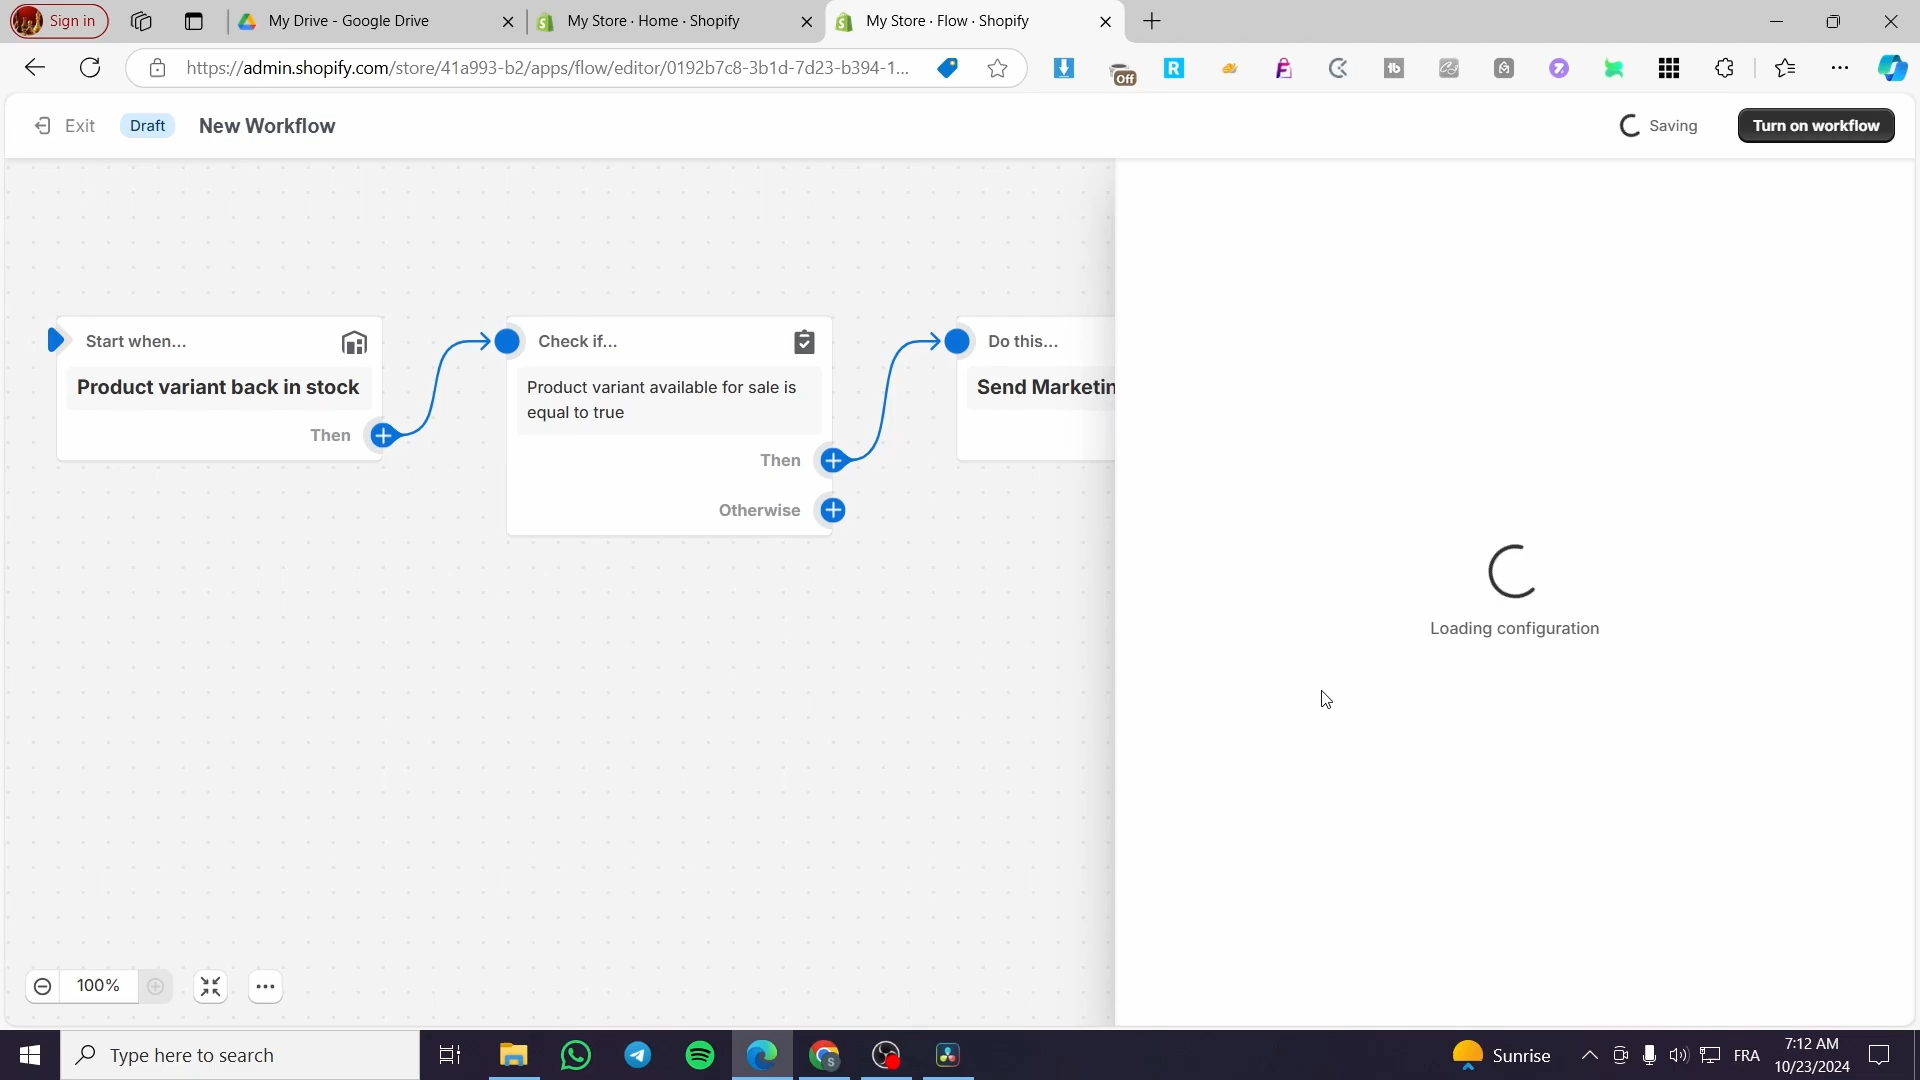 Sign in
My Drive - Google Drive
My Store · Home · Shopify
My Store · Flow · Shopify
https://admin.shopify.com/store/41a993-b2/apps/flow/editor/0192b7c8-3b1d-7d23-b394-1...
Off
R
tb
Exit
Draft
New Workflow
Saving
Turn on workflow
Start when...
Product variant back in stock
Then
Check if...
Product variant available for sale is
equal to true
Then
Otherwise
Do this...
Send Marketin
Loading configuration
100%
Type here to search
Sunrise
FRA
7:12 AM
10/23/2024